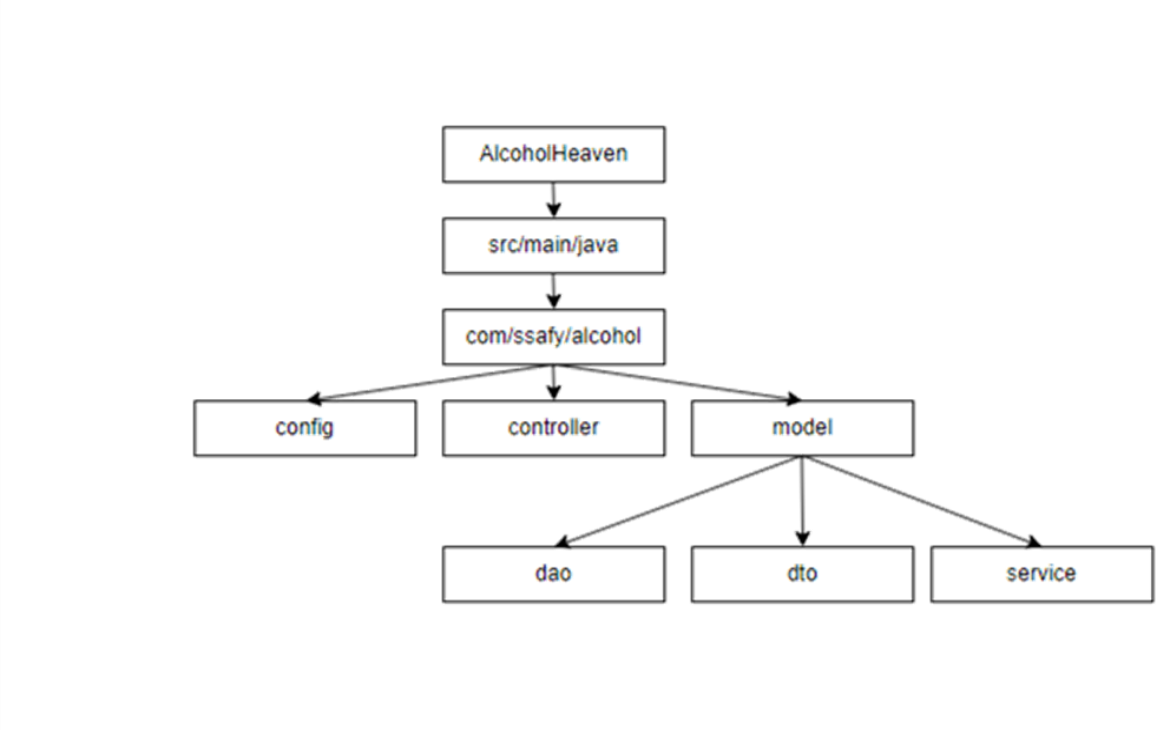 AlcoholHeaven
src/main/java
com/ssafy/alcohol
config
controller
model
dao
dto
service